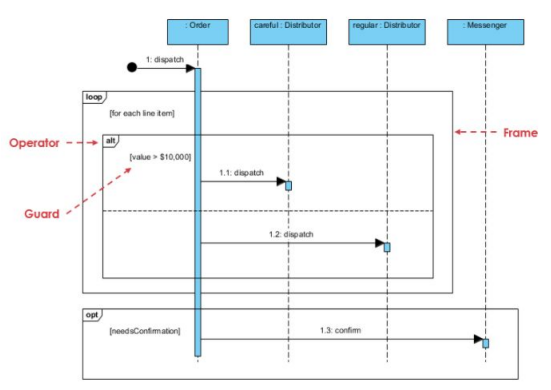 : Order
careful : Distributor
regular : Distributor
: Messenger
1: dispatch
loop
[for each line item]
Operator
alt
Frame
[value > $10,000]
1.1: dispatch
Guard
1.2: dispatch
opt
[needsConfirmation]
1.3: confirm